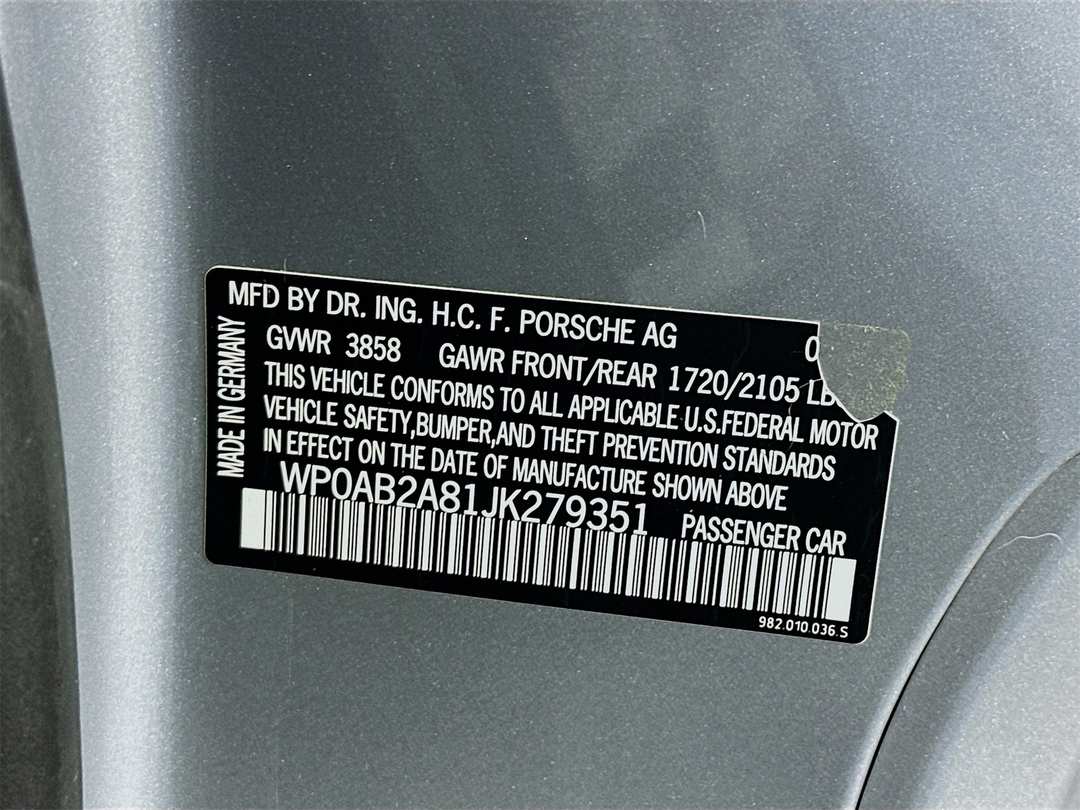 MFD BY DR. ING. H.C. F. PORSCHE AG 0
GVWR 3858 GAWR FRONT/REAR 1720/2105 LB
THIS VEHICLE CONFORMS TO ALL APPLICABLE U.S.FEDERAL MOTOR
VEHICLE SAFETY,BUMPER,AND THEFT PREVENTION STANDARDS
IN EFFECT ON THE DATE OF MANUFACTURE SHOWN ABOVE
WP0AB2A81JK279351 PASSENGER CAR
982.010.036.S
MADE IN GERMANY